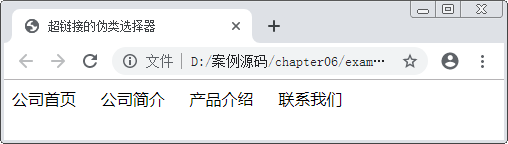 超链接的伪类选择器
文件 | D:/案例源码/chapter06/exam…
公司首页 公司简介 产品介绍 联系我们